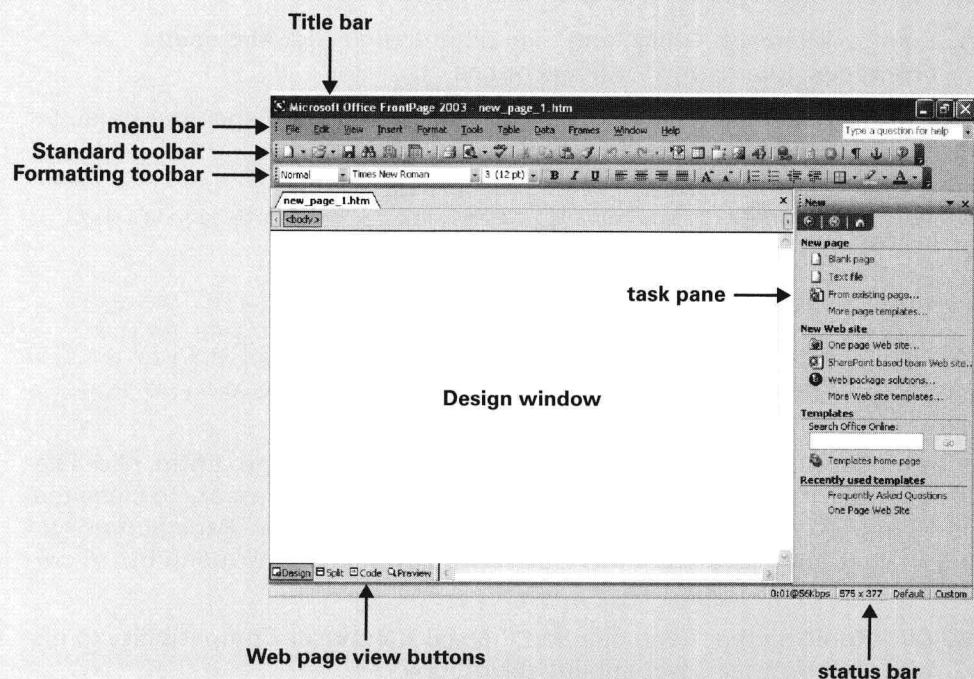 Title bar
Microsoft Office FrontPage 2003 - new_page_1.htm
menu bar
File Edit View Insert Format Tools Table Data Frames Window Help
Type a question for help
Standard toolbar
Formatting toolbar
Normal Times New Roman 3 (12 pt) B I U A A A
new_page_1.htm
<body>
New
New page
Blank page
Text file
task pane
From existing page...
More page templates...
New Web site
One page Web site...
SharePoint based team Web site...
Web package solutions...
More Web site templates...
Design window
Templates
Search Office Online:
Go
Templates home page
Recently used templates
Frequently Asked Questions
One Page Web Site
Design Split Code Preview
0:01@56Kbps 575 x 377 Default Custom
Web page view buttons
status bar